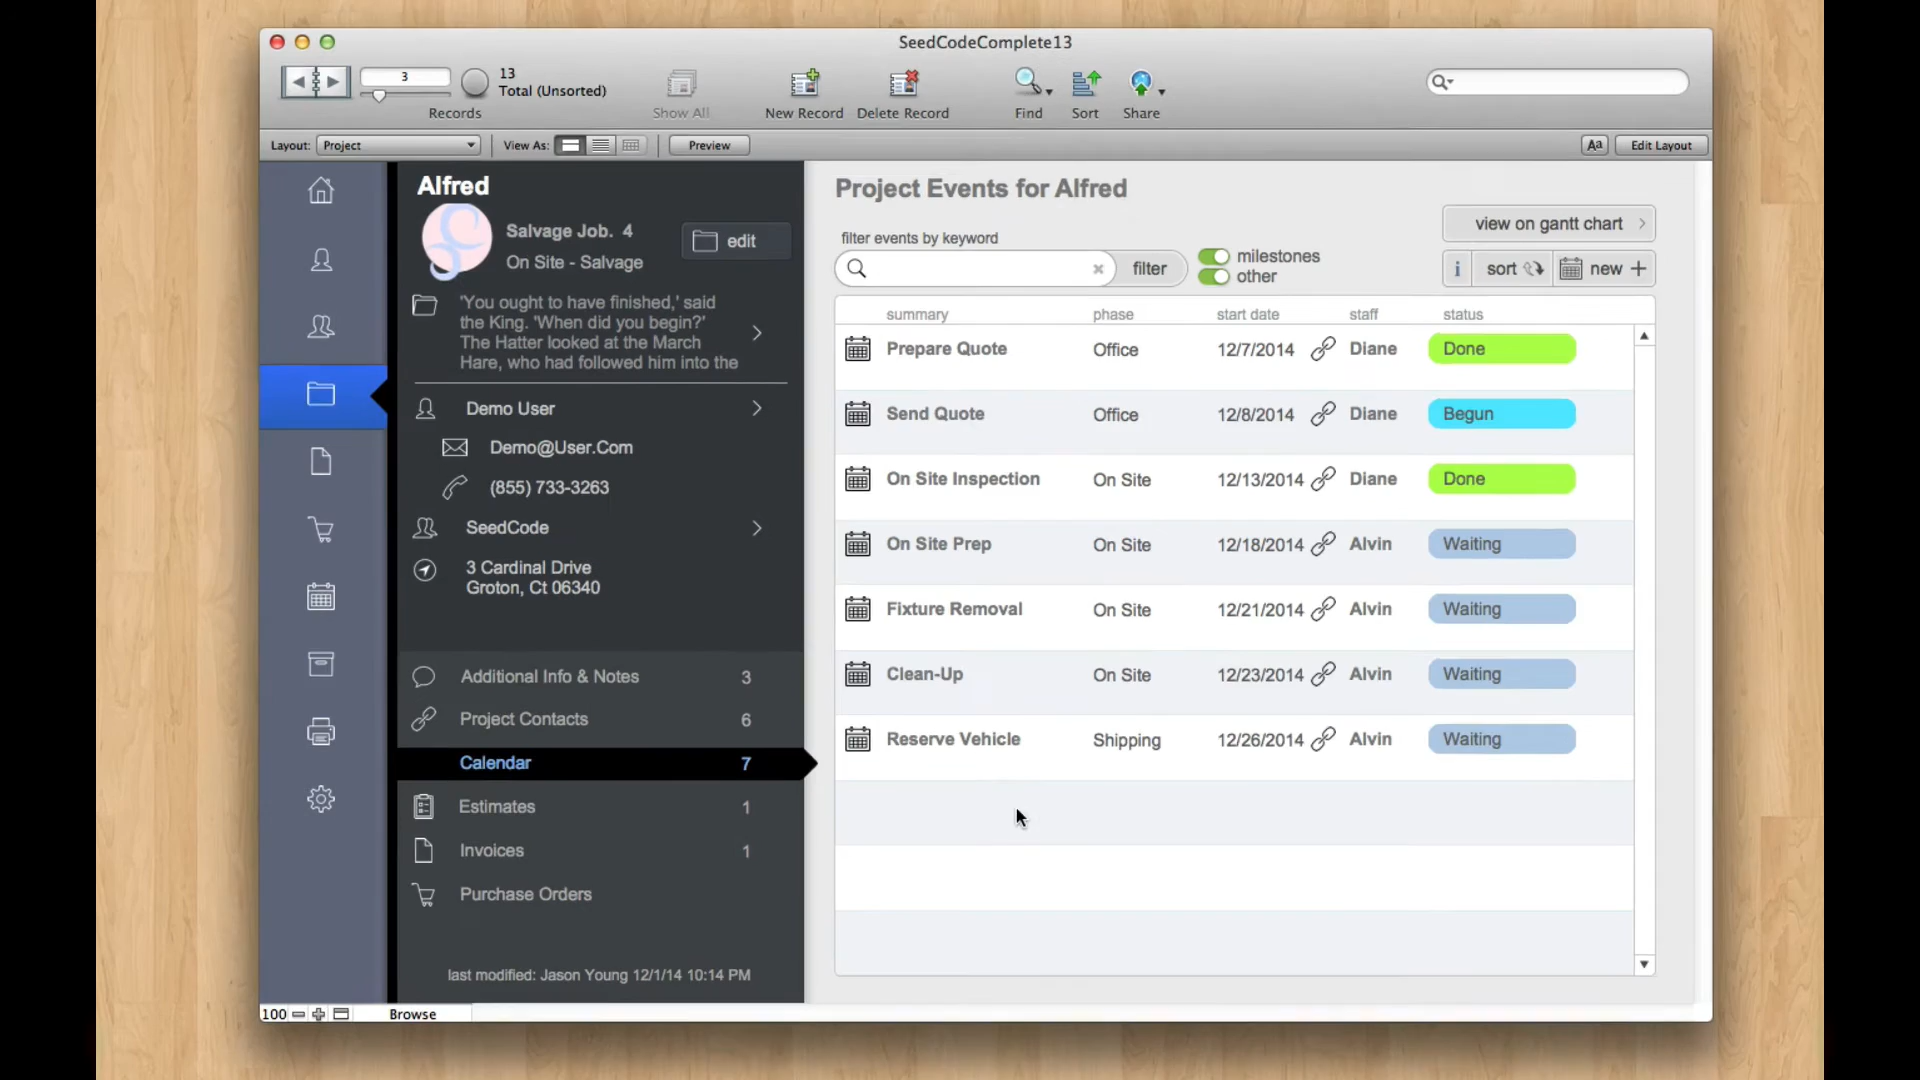 SeedCodeComplete13
3
13
Total (Unsorted)
Records
Show All
New Record
Delete Record
Find
Sort
Share
Layout: Project
View As:
Preview
Aa
Edit Layout
Alfred
Salvage Job. 4
On Site - Salvage
edit
'You ought to have finished,' said
the King. 'When did you begin?'
The Hatter looked at the March
Hare, who had followed him into the
Demo User
Demo@User.Com
(855) 733-3263
SeedCode
3 Cardinal Drive
Groton, Ct 06340
Additional Info & Notes 3
Project Contacts 6
Calendar 7
Estimates 1
Invoices 1
Purchase Orders
last modified: Jason Young 12/1/14 10:14 PM
Project Events for Alfred
view on gantt chart
filter events by keyword
filter
milestones
other
i
sort
new
summary phase start date staff status
Prepare Quote Office 12/7/2014 Diane Done
Send Quote Office 12/8/2014 Diane Begun
On Site Inspection On Site 12/13/2014 Diane Done
On Site Prep On Site 12/18/2014 Alvin Waiting
Fixture Removal On Site 12/21/2014 Alvin Waiting
Clean-Up On Site 12/23/2014 Alvin Waiting
Reserve Vehicle Shipping 12/26/2014 Alvin Waiting
100
Browse